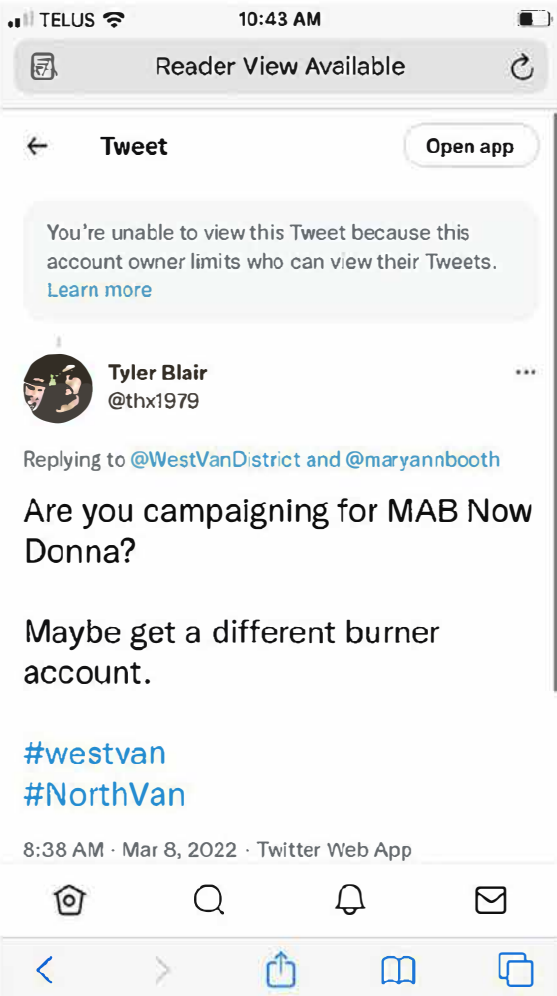 TELUS 10:43 AM
Reader View Available
Tweet Open app
You're unable to view this Tweet because this
account owner limits who can view their Tweets.
Learn more
Tyler Blair
@thx1979
Replying to @WestVanDistrict and @maryannbooth
Are you campaigning for MAB Now
Donna?
Maybe get a different burner
account.
#westvan
#NorthVan
8:38 AM · Mar 8, 2022 · Twitter Web App